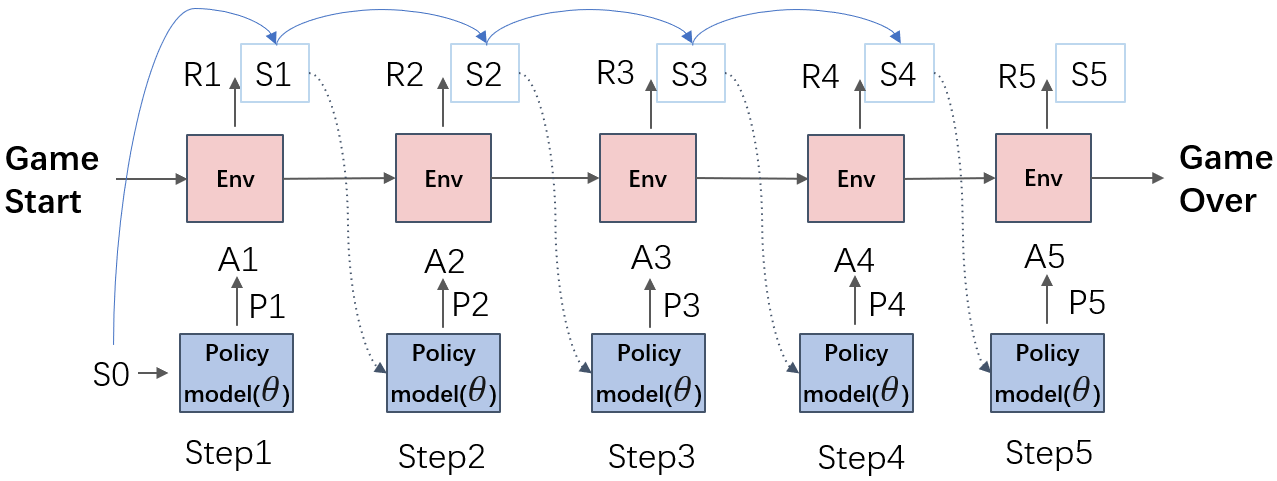 R1
S1
R2
S2
R3
S3
R4
S4
R5
S5
Game
Start
Env
Env
Env
Env
Env
Game
Over
A1
A2
A3
A4
A5
P1
P2
P3
P4
P5
S0
Policy
model(θ)
Policy
model(θ)
Policy
model(θ)
Policy
model(θ)
Policy
model(θ)
Step1
Step2
Step3
Step4
Step5